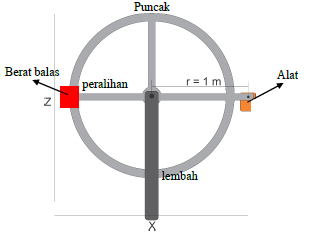 Puncak
Berat balas
peralihan
r = 1 m
Alat
Z
lembah
X